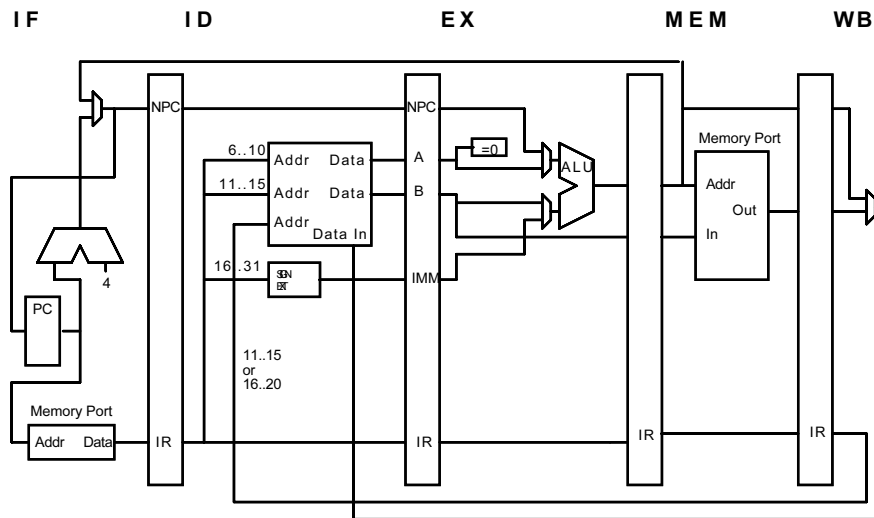 IF ID EX MEM WB
NPC NPC
6..10 Addr Data A =0 Memory Port
ALU
11..15 Addr Data B Addr
Addr Out
Data In In
16..31 IMM
4
PC
11..15
or
16..20
Memory Port
Addr Data IR IR IR IR